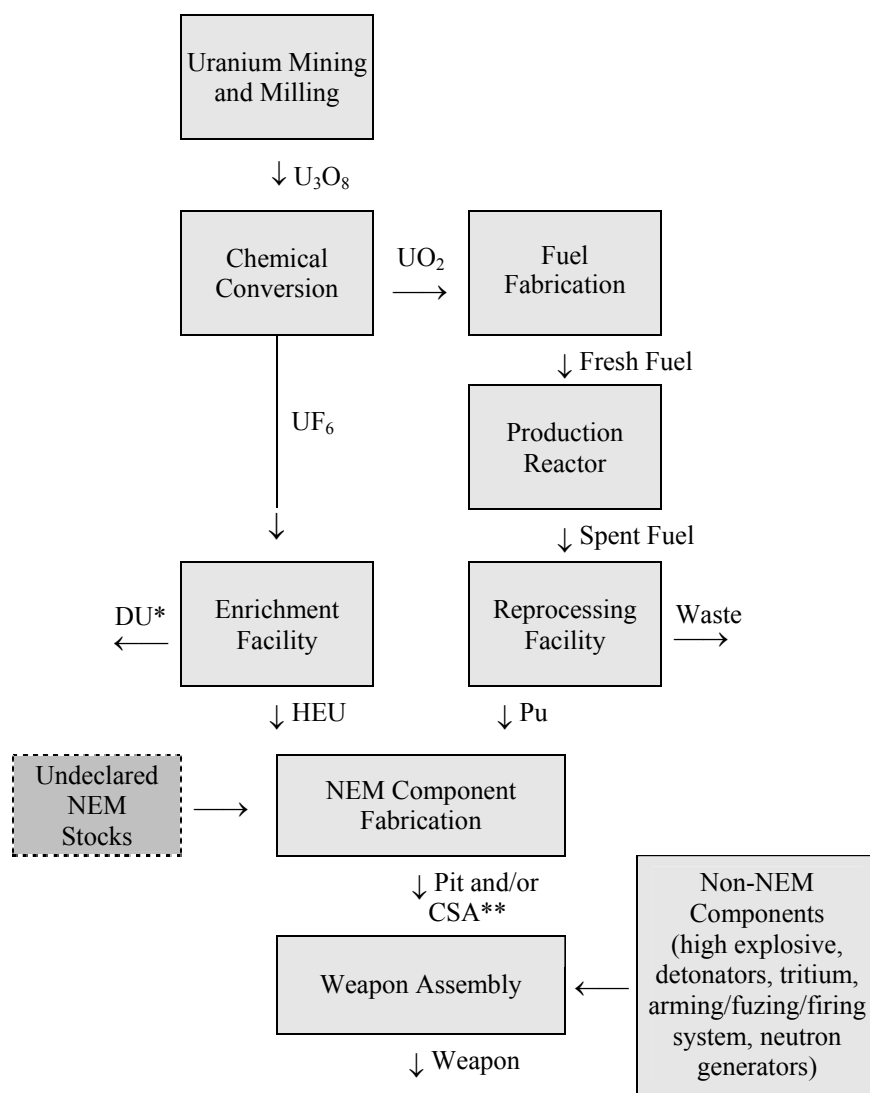 Uranium Mining
and Milling
↓ U₃O₈
Chemical
Conversion
UO₂
→
Fuel
Fabrication
↓ Fresh Fuel
UF₆
↓
Production
Reactor
↓ Spent Fuel
DU*
←
Enrichment
Facility
Reprocessing
Facility
Waste
→
↓ HEU
↓ Pu
Undeclared
NEM
Stocks
→
NEM Component
Fabrication
↓ Pit and/or
CSA**
Non-NEM
Components
(high explosive,
detonators, tritium,
arming/fuzing/firing
system, neutron
generators)
←
Weapon Assembly
↓ Weapon